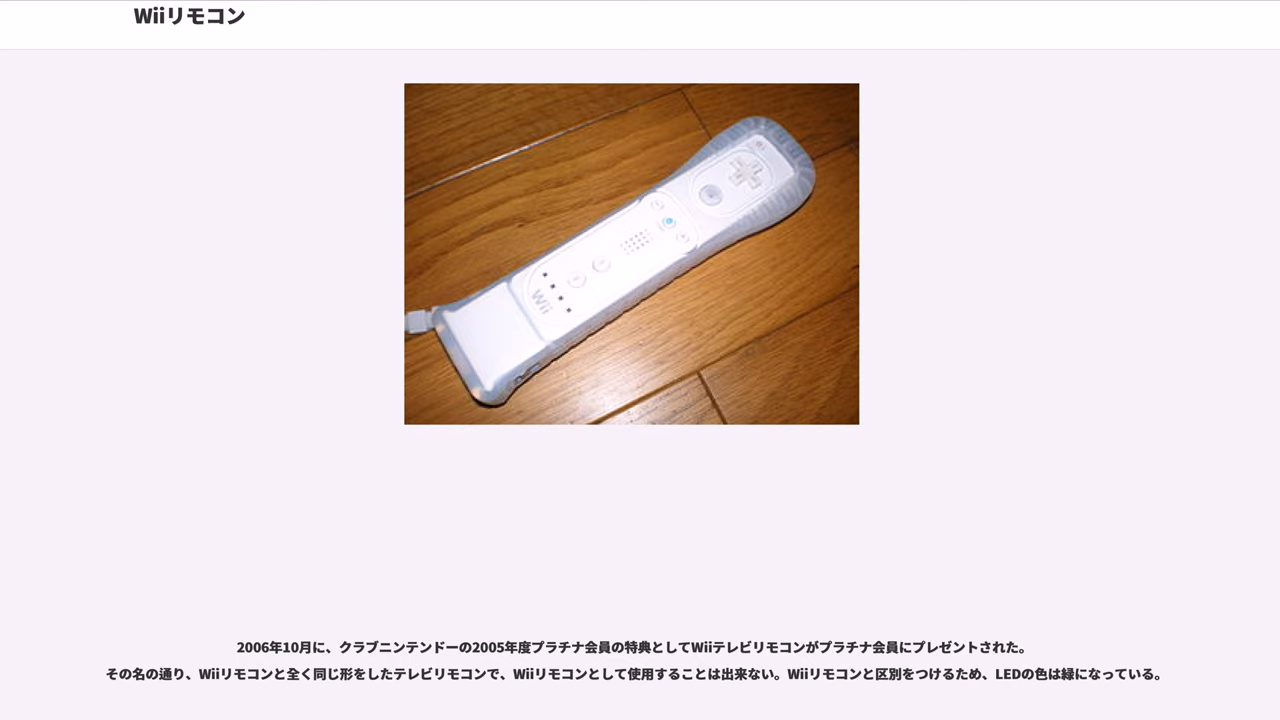 Wiiリモコン
Wii
2006年10月に、クラブニンテンドーの2005年度プラチナ会員の特典としてWiiテレビリモコンがプラチナ会員にプレゼントされた。
その名の通り、Wiiリモコンと全く同じ形をしたテレビリモコンで、Wiiリモコンとして使用することは出来ない。Wiiリモコンと区別をつけるため、LEDの色は緑になっている。